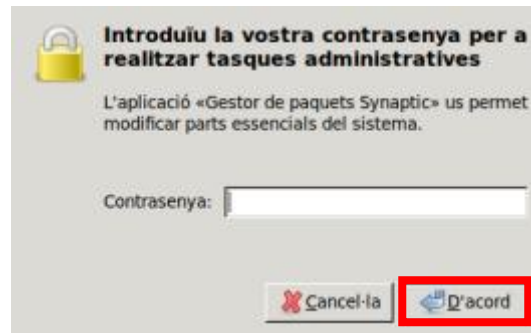 Introduïu la vostra contrasenya per a
realitzar tasques administratives
L'aplicació «Gestor de paquets Synaptic» us permet
modificar parts essencials del sistema.
Contrasenya:
Cancel·la
D'acord